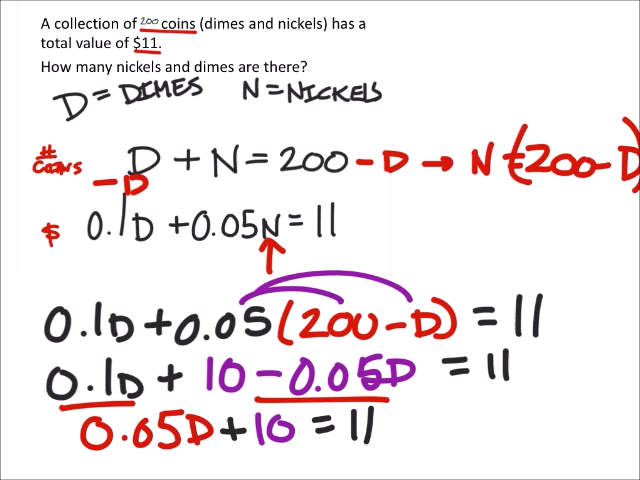 A collection of 200 coins (dimes and nickels) has a
total value of $11.
How many nickels and dimes are there?
D = DIMES N = NICKELS
# COINS D + N = 200 - D → N = (200 - D)
- D
$ 0.1D + 0.05N = 11
0.1D + 0.05(200 - D) = 11
0.1D + 10 - 0.05D = 11
0.05D + 10 = 11